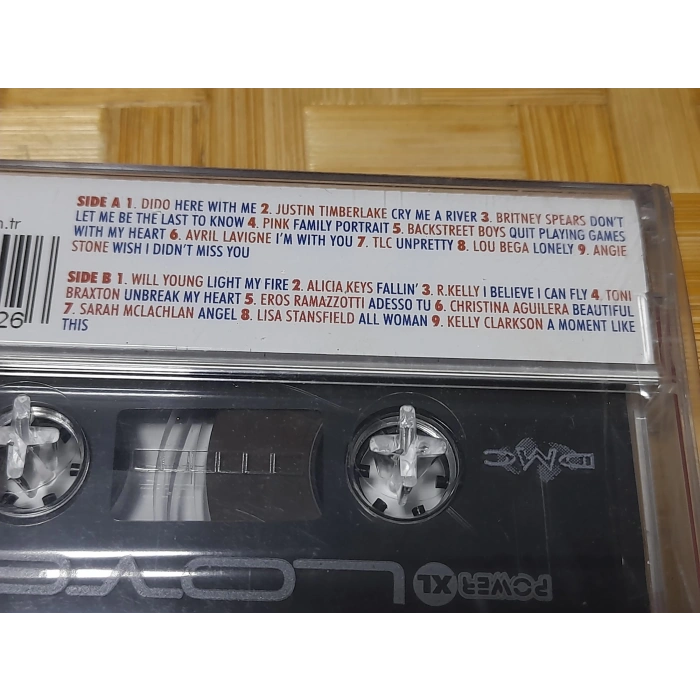 SIDE A 1. DIDO HERE WITH ME 2. JUSTIN TIMBERLAKE CRY ME A RIVER 3. BRITNEY SPEARS DON'T
LET ME BE THE LAST TO KNOW 4. PINK FAMILY PORTRAIT 5. BACKSTREET BOYS QUIT PLAYING GAMES
WITH MY HEART 6. AVRIL LAVIGNE I'M WITH YOU 7. TLC UNPRETTY 8. LOU BEGA LONELY 9. ANGIE
STONE WISH I DIDN'T MISS YOU
SIDE B 1. WILL YOUNG LIGHT MY FIRE 2. ALICIA KEYS FALLIN' 3. R.KELLY I BELIEVE I CAN FLY 4. TONI
BRAXTON UNBREAK MY HEART 5. EROS RAMAZZOTTI ADESSO TU 6. CHRISTINA AGUILERA BEAUTIFUL
7. SARAH MCLACHLAN ANGEL 8. LISA STANSFIELD ALL WOMAN 9. KELLY CLARKSON A MOMENT LIKE
THIS
.tr
26
DMC
POWER XL
LOVE